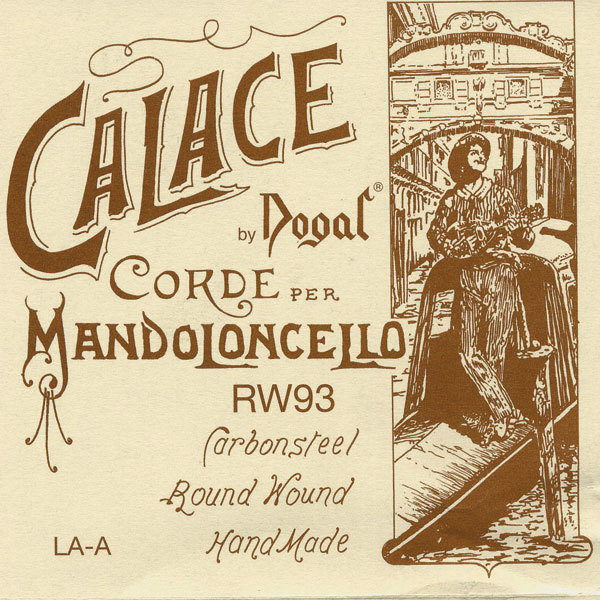 CALACE
by Dogal®
CORDE PER
MANDOLONCELLO
RW93
Carbonsteel
Round Wound
LA-A HandMade